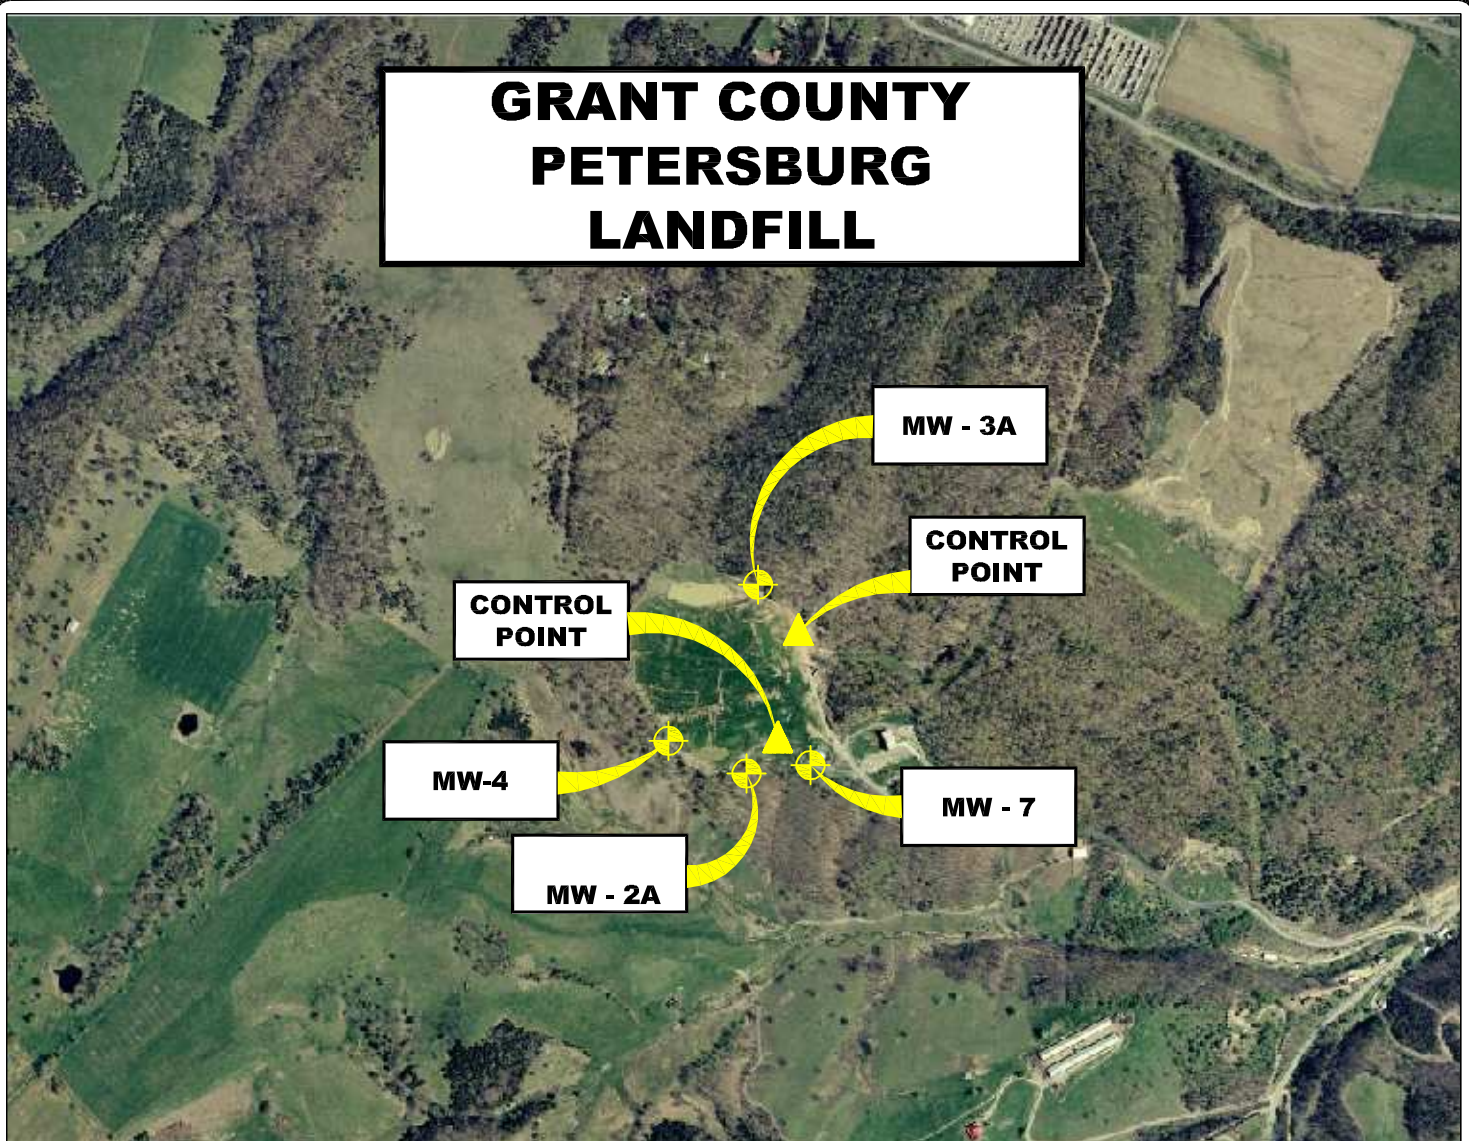 GRANT COUNTY
PETERSBURG
LANDFILL
MW - 3A
CONTROL
POINT
CONTROL
POINT
MW-4
MW - 7
MW - 2A